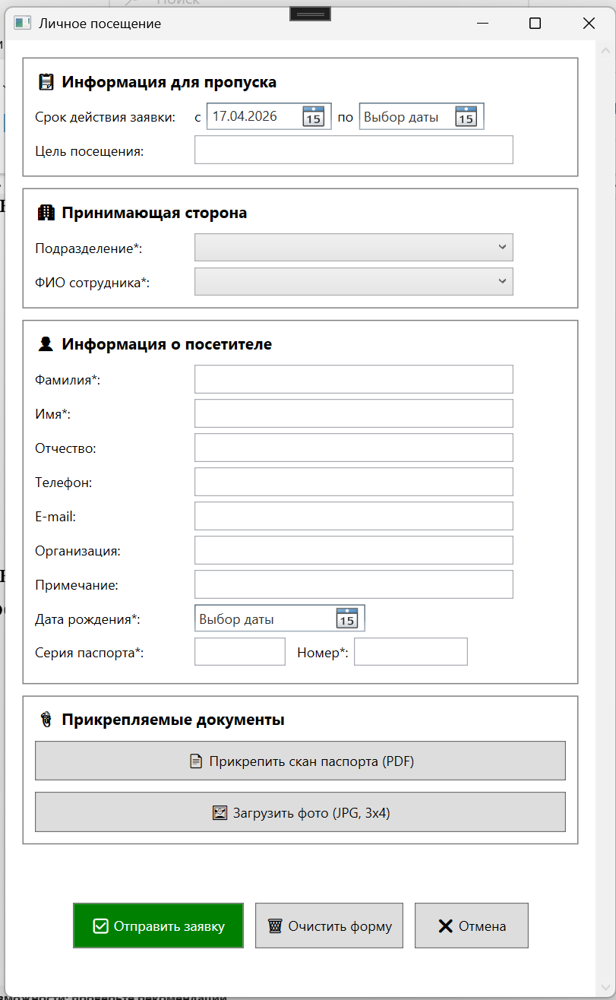 Поиск
Личное посещение
Информация для пропуска
Срок действия заявки: с 17.04.2026 15 по Выбор даты 15
Цель посещения:
Принимающая сторона
Подразделение*:
ФИО сотрудника*:
Информация о посетителе
Фамилия*:
Имя*:
Отчество:
Телефон:
E-mail:
Организация:
Примечание:
Дата рождения*: Выбор даты 15
Серия паспорта*: Номер*:
Прикрепляемые документы
Прикрепить скан паспорта (PDF)
Загрузить фото (JPG, 3x4)
Отправить заявку Очистить форму Отмена